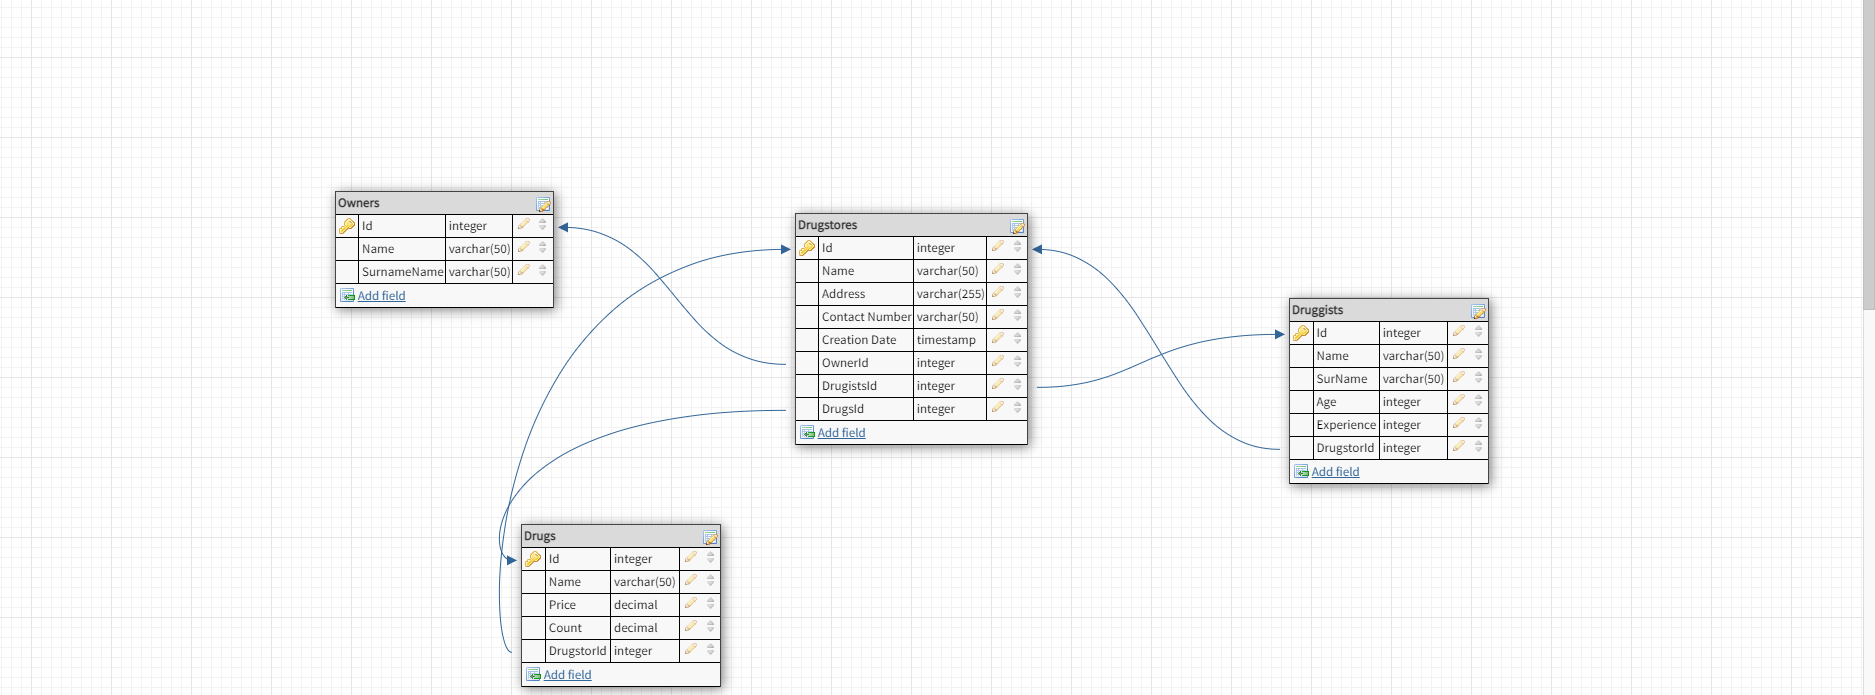 Owners
Id integer
Name varchar(50)
SurnameName varchar(50)
Add field
Drugstores
Id integer
Name varchar(50)
Address varchar(255)
Contact Number varchar(50)
Creation Date timestamp
OwnerId integer
DrugistsId integer
DrugsId integer
Add field
Druggists
Id integer
Name varchar(50)
SurName varchar(50)
Age integer
Experience integer
DrugstorId integer
Add field
Drugs
Id integer
Name varchar(50)
Price decimal
Count decimal
DrugstorId integer
Add field